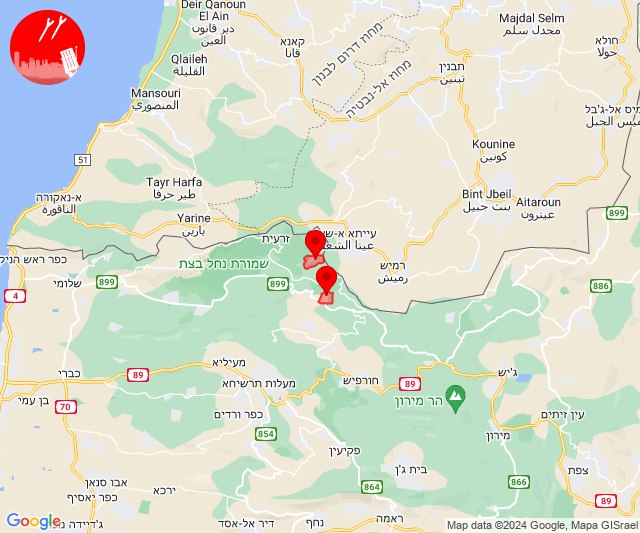 Deir Qanoun
El Ain
دير قانون
العين
Majdal Selm
מג'דל סלם
חולא
حولا
קאנא
قانا
Qlaileh
القليلة
מחוז דרום לבנון
תבנין
تبنين
Mansouri
المنصوري
מחוז אל-נבטיה
מיס אל-ג'בל
ميس الجبل
Kounine
كونين
51
Tayr Harfa
طير حرفا
א-נאקורה
الناقورة
Bint Jbeil
بنت جبيل
Aitaroun
عيترون
899
Yarine
يارين
זרעית
עייתא א-שע
عيتا الشعب
רמיש
رميش
שמורת נחל בצת
כפר ראש הניק
899
שלומי
899
4
886
מעיליא
ג'יש
כברי
89
89
מעלות תרשיחא
חורפיש
בן עמי
70
כפר ורדים
הר מירון
עין זיתים
854
מירון
פקיעין
בית ג'ן
צפת
אבו סנאן
כפר יאסיף
ירכא
864
866
89
ראמה
נחף
דיר אל-אסד
ג'דיידה
Google
Map data ©2024 Google, Mapa GISrael